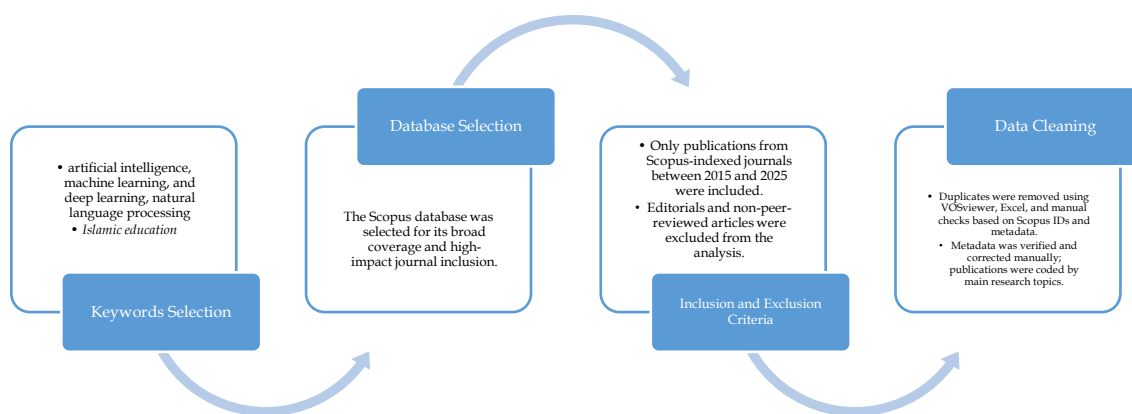 • artificial intelligence,
machine learning, and
deep learning, natural
language processing
• Islamic education
Keywords Selection
Database Selection
The Scopus database was
selected for its broad
coverage and high-
impact journal inclusion.
• Only publications from
Scopus-indexed journals
between 2015 and 2025
were included.
• Editorials and non-peer-
reviewed articles were
excluded from the
analysis.
Inclusion and Exclusion
Criteria
Data Cleaning
• Duplicates were removed using
VOSviewer, Excel, and manual
checks based on Scopus IDs and
metadata.
• Metadata was verified and
corrected manually;
publications were coded by
main research topics.